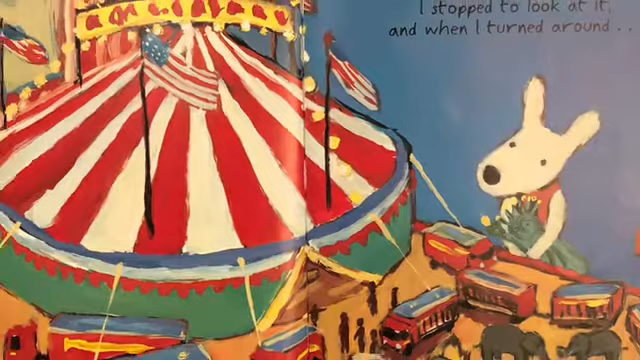 I stopped to look at it,
and when I turned around . . .